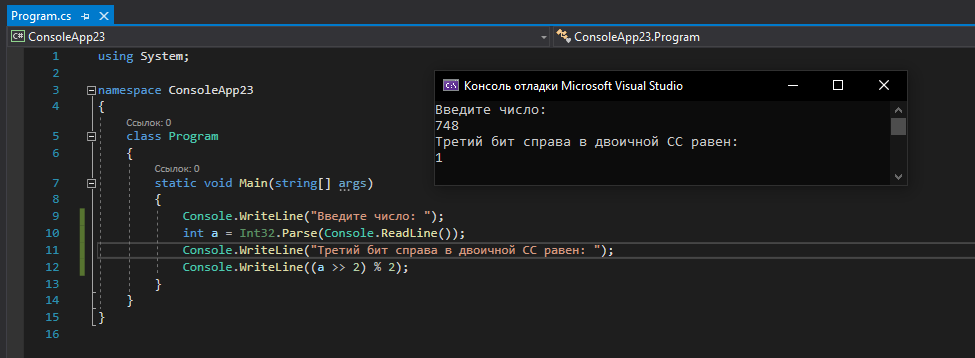 Program.cs
C# ConsoleApp23
ConsoleApp23.Program
1 using System;
2
3 namespace ConsoleApp23
4 {
Ссылок: 0
5 class Program
6 {
Ссылок: 0
7 static void Main(string[] args)
8 {
9 Console.WriteLine("Введите число: ");
10 int a = Int32.Parse(Console.ReadLine());
11 Console.WriteLine("Третий бит справа в двоичной СС равен: ");
12 Console.WriteLine((a >> 2) % 2);
13 }
14 }
15 }
16
C:\ Консоль отладки Microsoft Visual Studio
Введите число:
748
Третий бит справа в двоичной СС равен:
1